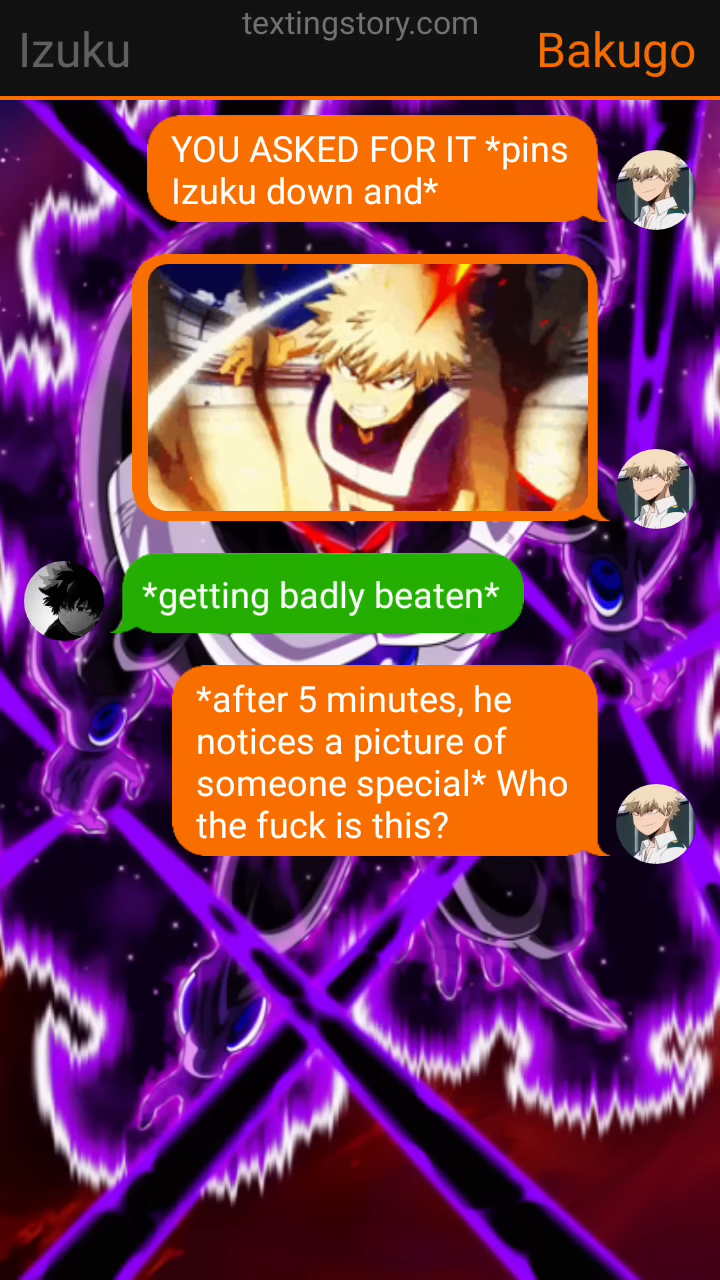 textingstory.com
Izuku
Bakugo
YOU ASKED FOR IT *pins
Izuku down and*
*getting badly beaten*
*after 5 minutes, he
notices a picture of
someone special* Who
the fuck is this?